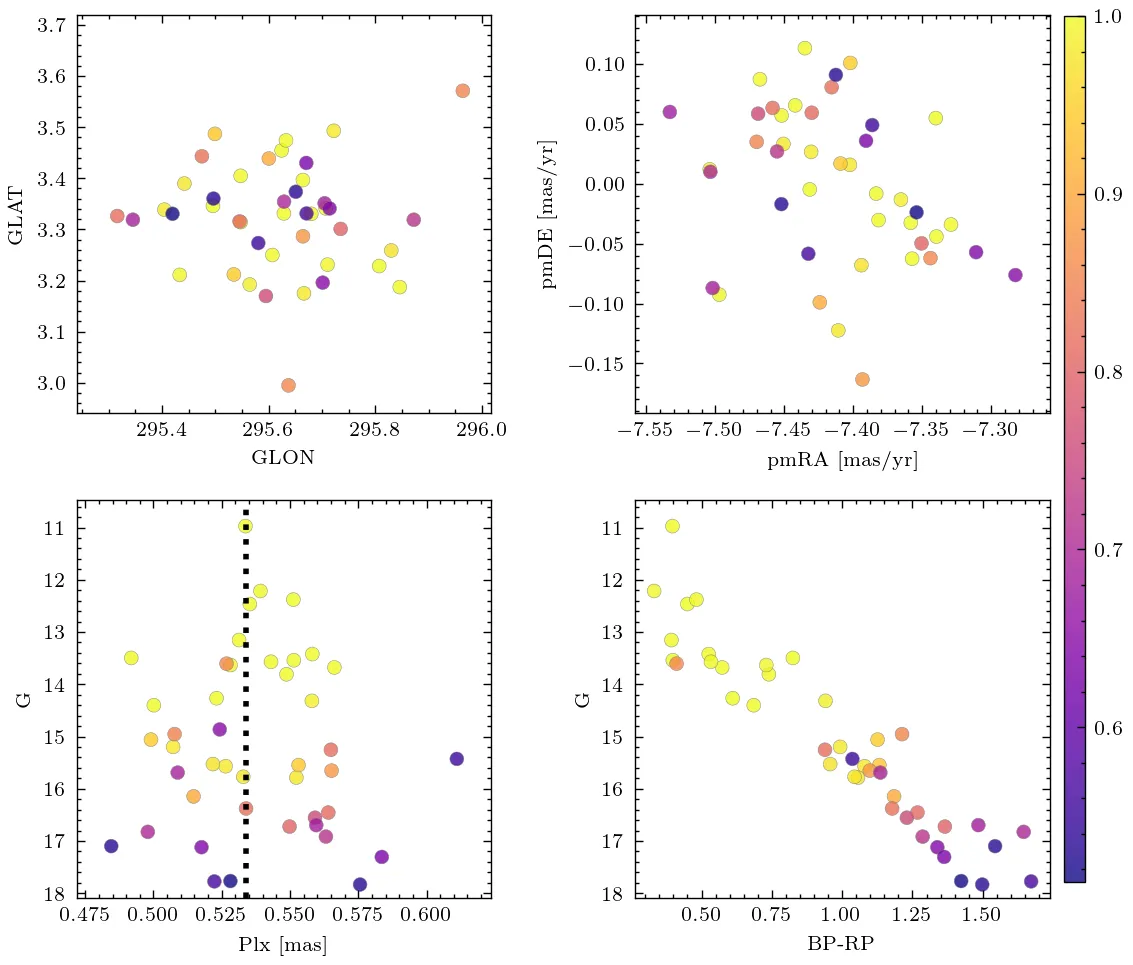 3.7
3.6
3.5
3.4
3.3
3.2
3.1
3.0
GLAT
295.4 295.6 295.8 296.0
GLON
0.10
0.05
0.00
−0.05
−0.10
−0.15
pmDE [mas/yr]
−7.55 −7.50 −7.45 −7.40 −7.35 −7.30
pmRA [mas/yr]
1.0
0.9
0.8
0.7
0.6
11
12
13
14
15
16
17
18
G
0.475 0.500 0.525 0.550 0.575 0.600
Plx [mas]
11
12
13
14
15
16
17
18
G
0.50 0.75 1.00 1.25 1.50
BP-RP